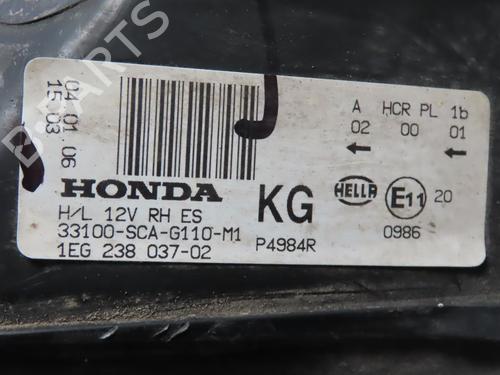 04.01.06
15:03
A HCR PL 1b
02 00 01
HONDA
KG
HELLA
E11
20
H/L 12V RH ES
33100-SCA-G110-M1
P4984R
0986
1EG 238 037-02
B-PARTS